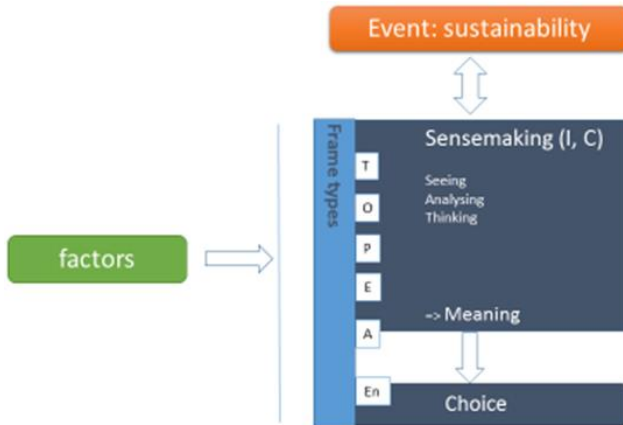 Event: sustainability
Frame types
Sensemaking (I, C)
T
Seeing
Analysing
Thinking
O
P
factors
E
-> Meaning
A
En
Choice